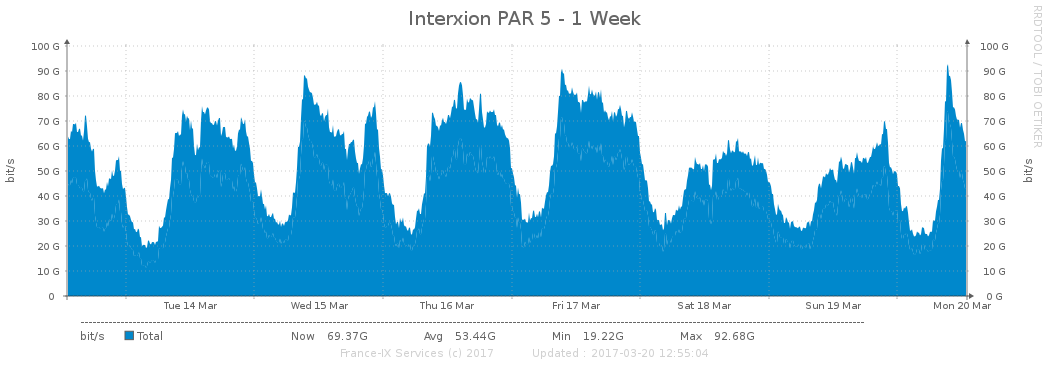 Interxion PAR 5 - 1 Week
RRDTOOL / TOBI OETIKER
bit/s
bit/s
100 G 100 G
90 G 90 G
80 G 80 G
70 G 70 G
60 G 60 G
50 G 50 G
40 G 40 G
30 G 30 G
20 G 20 G
10 G 10 G
0 0 G
Tue 14 Mar Wed 15 Mar Thu 16 Mar Fri 17 Mar Sat 18 Mar Sun 19 Mar Mon 20 Mar
bit/s Total Now 69.37G Avg 53.44G Min 19.22G Max 92.68G
France-IX Services (c) 2017 Updated : 2017-03-20 12:55:04